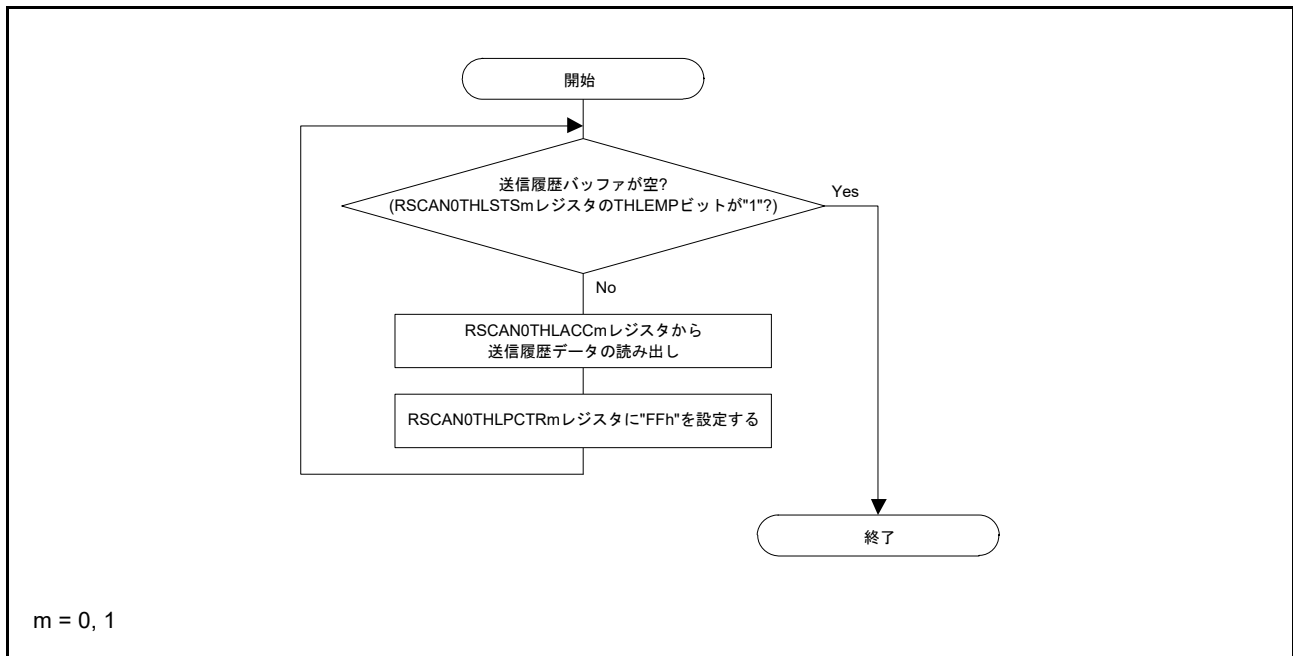 開始
送信履歴バッファが空?
(RSCAN0THLSTSmレジスタのTHLEMPビットが"1"?)
Yes
No
RSCAN0THLACCmレジスタから
送信履歴データの読み出し
RSCAN0THLPCTRmレジスタに"FFh"を設定する
終了
m = 0, 1